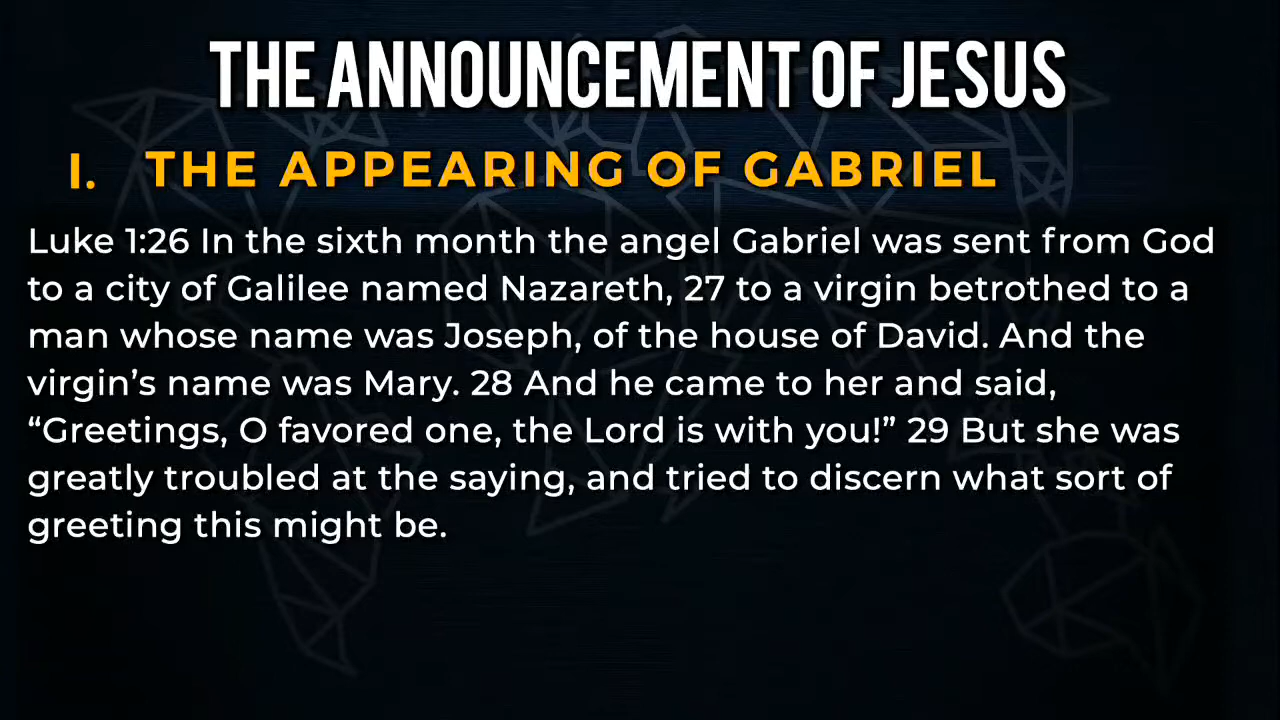 THE ANNOUNCEMENT OF JESUS
I. THE APPEARING OF GABRIEL
Luke 1:26 In the sixth month the angel Gabriel was sent from God
to a city of Galilee named Nazareth, 27 to a virgin betrothed to a
man whose name was Joseph, of the house of David. And the
virgin’s name was Mary. 28 And he came to her and said,
“Greetings, O favored one, the Lord is with you!” 29 But she was
greatly troubled at the saying, and tried to discern what sort of
greeting this might be.